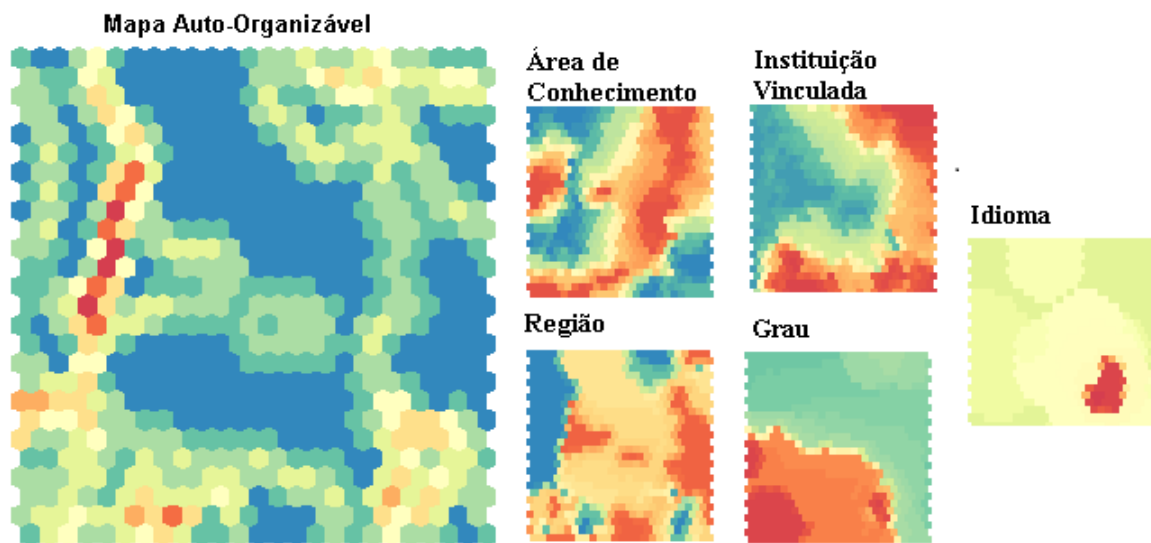 Mapa Auto-Organizável
Área de
Conhecimento
Instituição
Vinculada
Idioma
Região
Grau